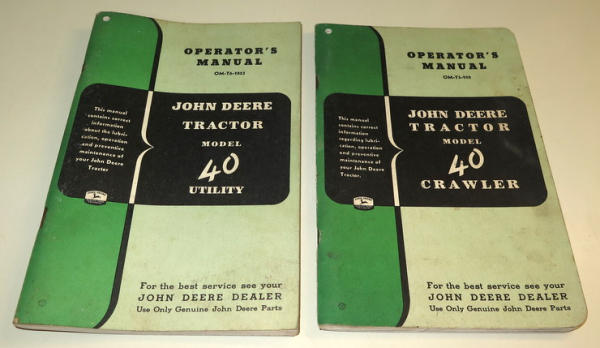 OPERATOR'S
MANUAL
This manual
contains correct
information
about the lubri-
cation, operation
and preventive
maintenance of
your John Deere
Tractor
JOHN DEERE
TRACTOR
MODEL
40
UTILITY
For the best service see your
JOHN DEERE DEALER
Use Only Genuine John Deere Parts
OPERATOR'S
MANUAL
This manual
contains correct
information
regarding lubri-
cation, operation
and preventive
maintenance of
your John Deere
Tractor.
JOHN DEERE
TRACTOR
MODEL
40
CRAWLER
For the best service see your
JOHN DEERE DEALER
Use Only Genuine John Deere Parts